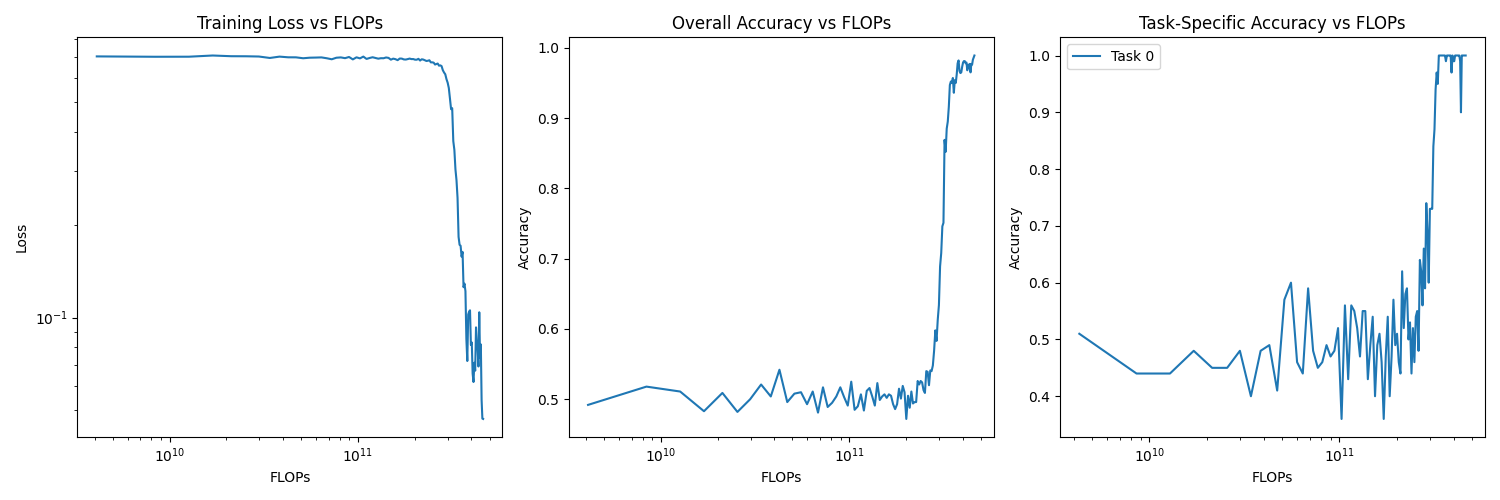 Training Loss vs FLOPs
Loss
10⁻¹
10¹⁰
10¹¹
FLOPs
Overall Accuracy vs FLOPs
Accuracy
1.0
0.9
0.8
0.7
0.6
0.5
10¹⁰
10¹¹
FLOPs
Task-Specific Accuracy vs FLOPs
Task 0
Accuracy
1.0
0.9
0.8
0.7
0.6
0.5
0.4
10¹⁰
10¹¹
FLOPs